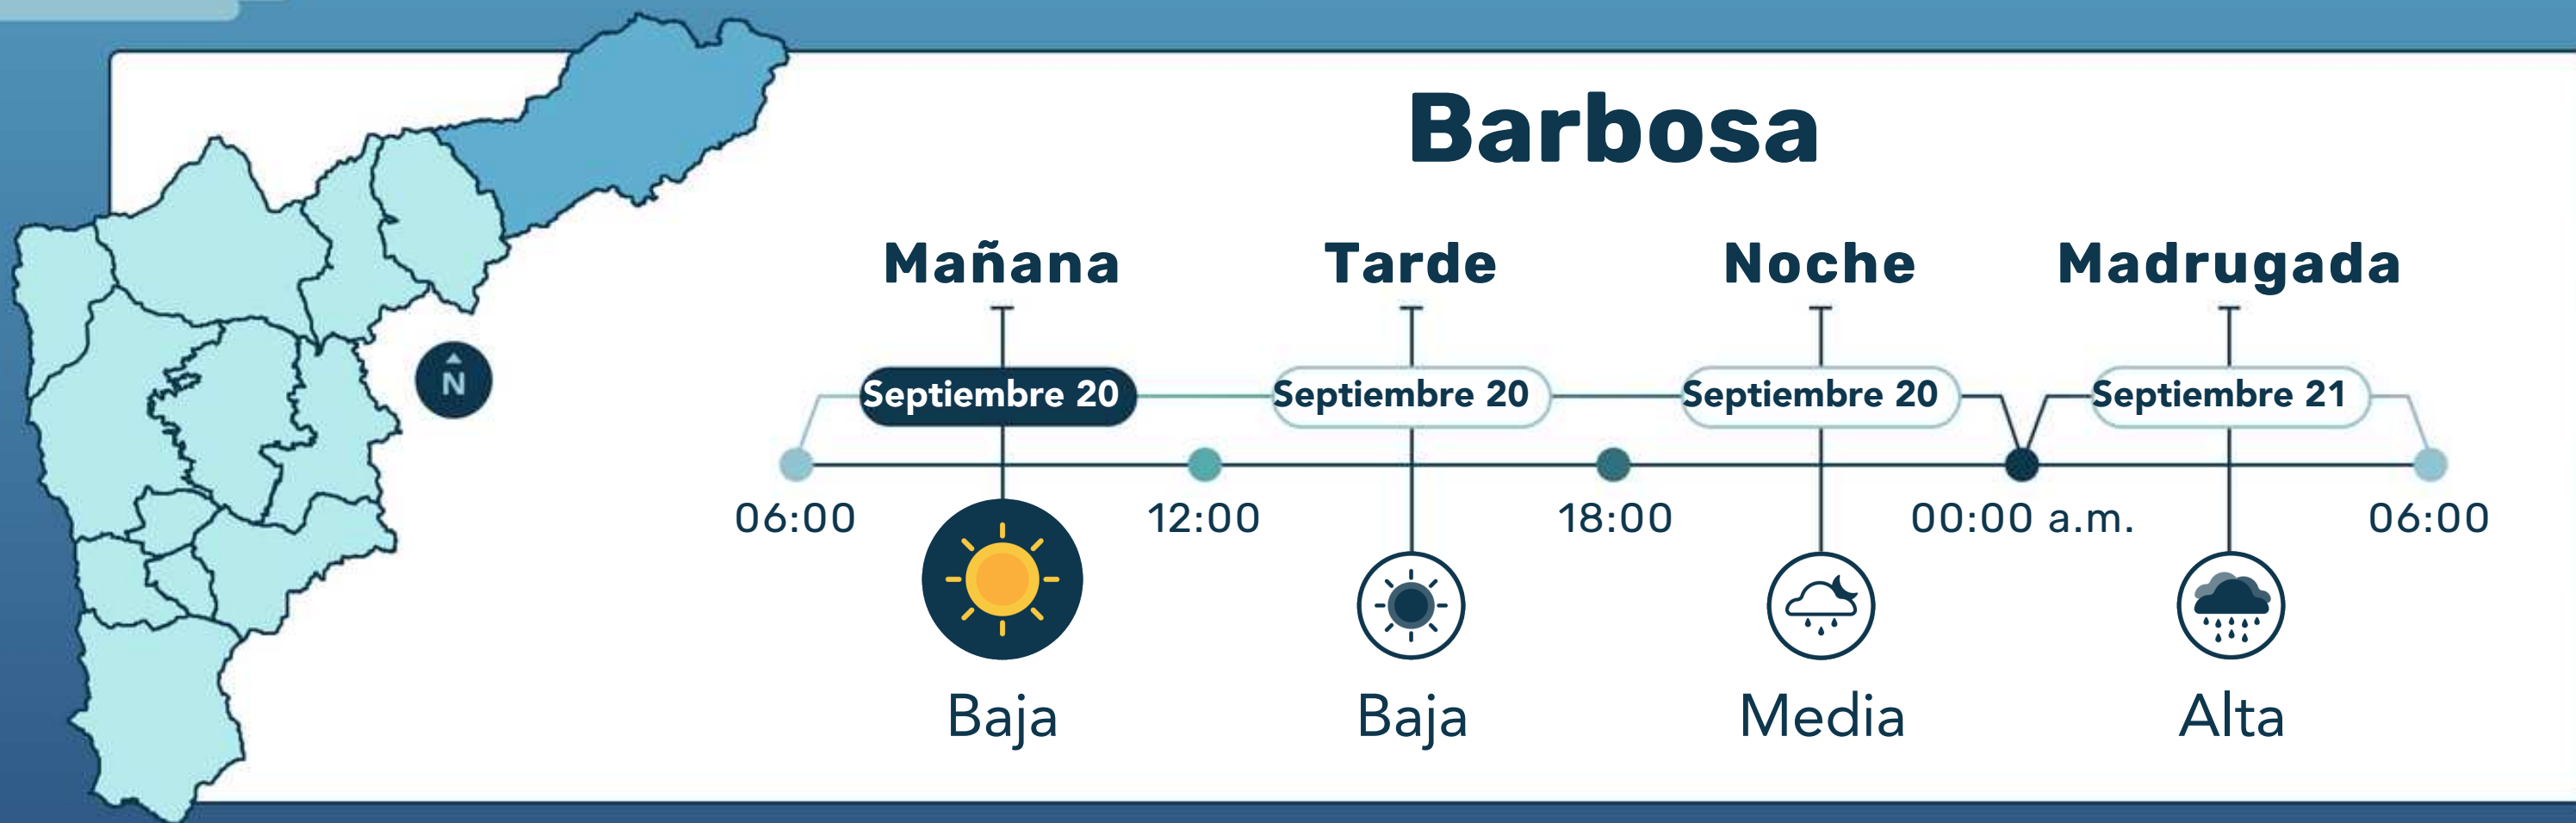 Barbosa
Mañana Tarde Noche Madrugada
Septiembre 20 Septiembre 20 Septiembre 20 Septiembre 21
N
06:00 12:00 18:00 00:00 a.m. 06:00
Baja Baja Media Alta